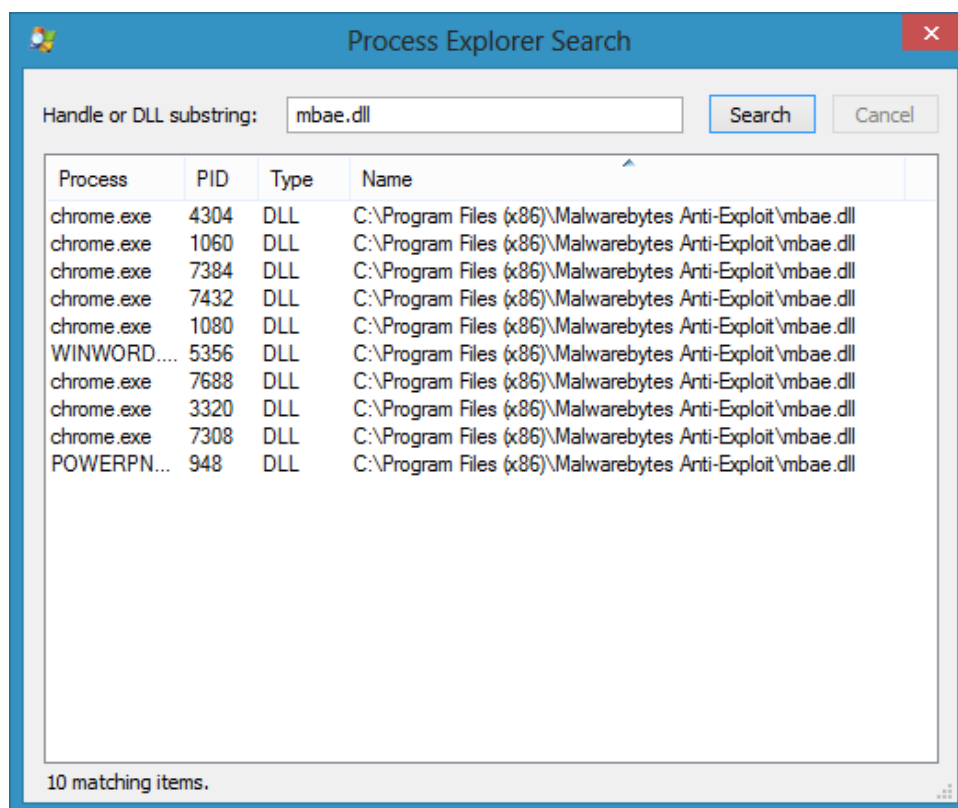 Process Explorer Search
Handle or DLL substring: mbae.dll Search Cancel
Process PID Type Name
chrome.exe 4304 DLL C:\Program Files (x86)\Malwarebytes Anti-Exploit\mbae.dll
chrome.exe 1060 DLL C:\Program Files (x86)\Malwarebytes Anti-Exploit\mbae.dll
chrome.exe 7384 DLL C:\Program Files (x86)\Malwarebytes Anti-Exploit\mbae.dll
chrome.exe 7432 DLL C:\Program Files (x86)\Malwarebytes Anti-Exploit\mbae.dll
chrome.exe 1080 DLL C:\Program Files (x86)\Malwarebytes Anti-Exploit\mbae.dll
WINWORD.... 5356 DLL C:\Program Files (x86)\Malwarebytes Anti-Exploit\mbae.dll
chrome.exe 7688 DLL C:\Program Files (x86)\Malwarebytes Anti-Exploit\mbae.dll
chrome.exe 3320 DLL C:\Program Files (x86)\Malwarebytes Anti-Exploit\mbae.dll
chrome.exe 7308 DLL C:\Program Files (x86)\Malwarebytes Anti-Exploit\mbae.dll
POWERPN... 948 DLL C:\Program Files (x86)\Malwarebytes Anti-Exploit\mbae.dll
10 matching items.